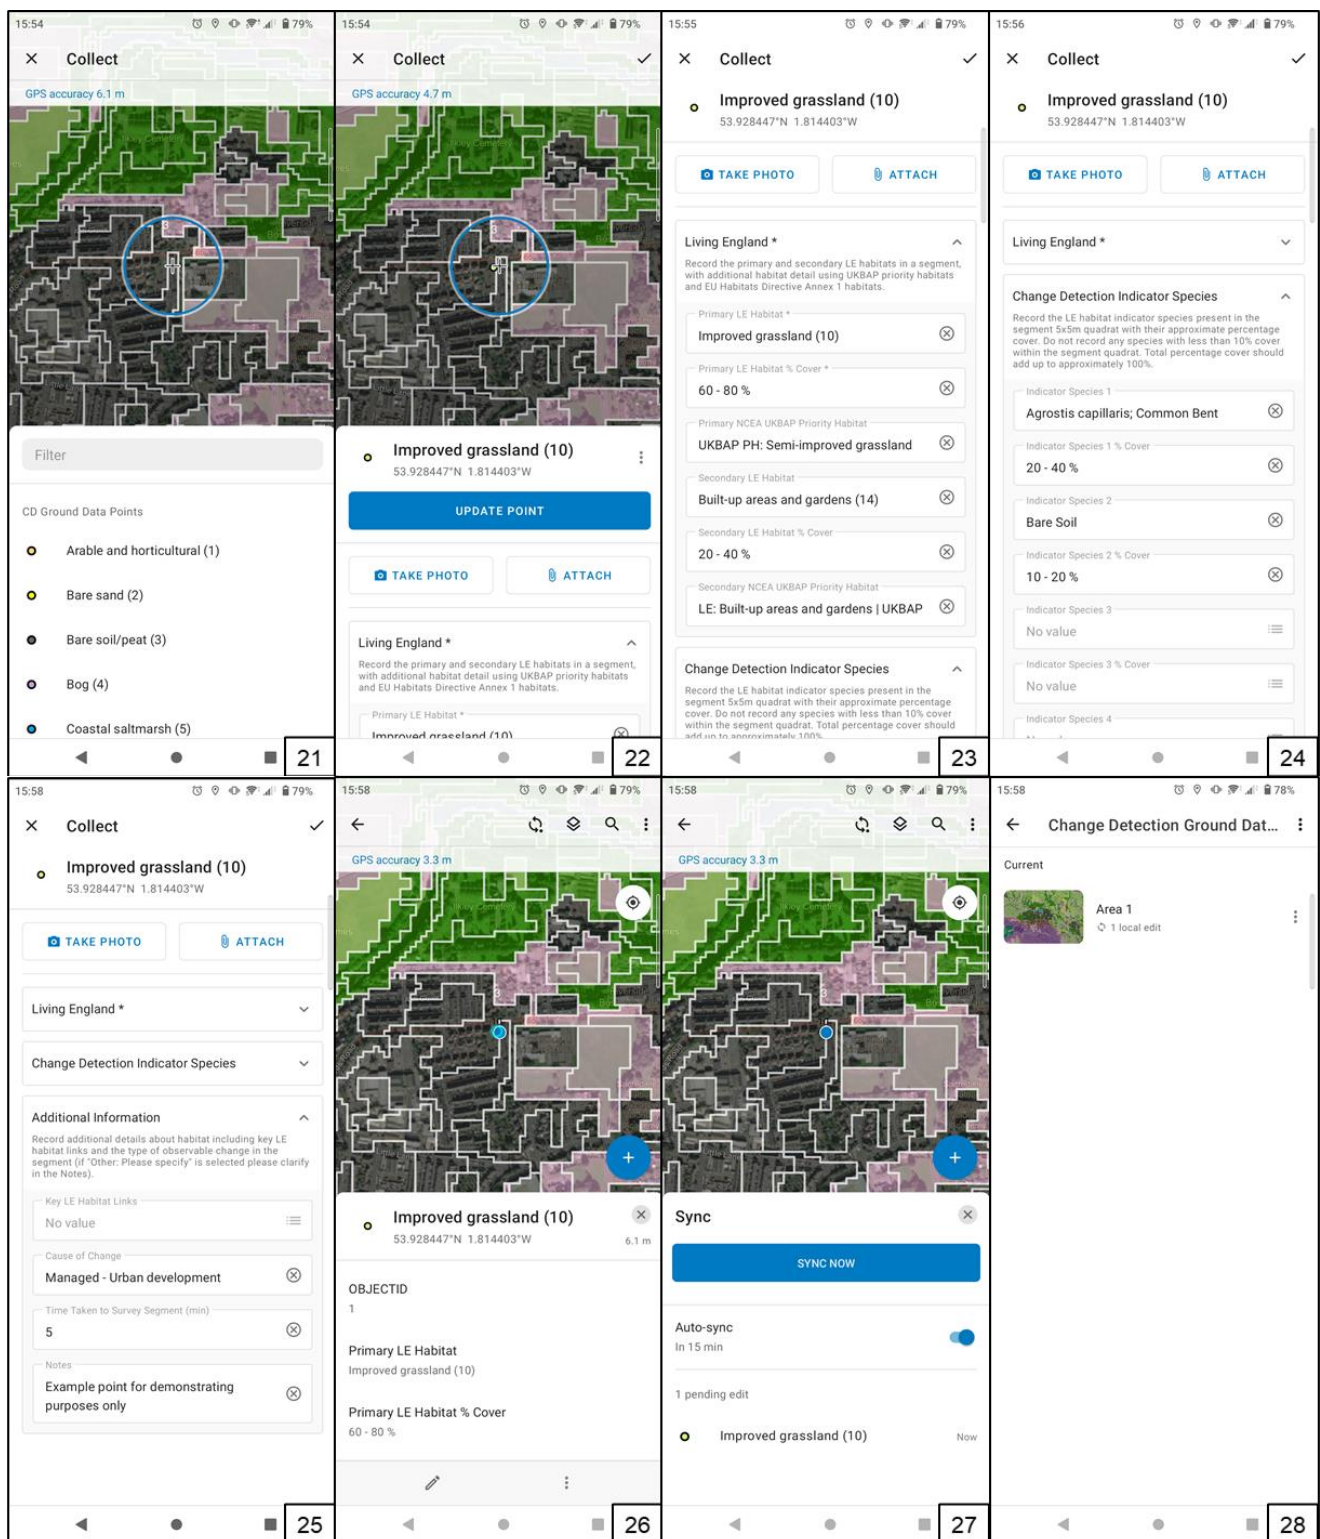 15:54
79%
Collect
GPS accuracy 6.1 m
Filter
CD Ground Data Points
Arable and horticultural (1)
Bare sand (2)
Bare soil/peat (3)
Bog (4)
Coastal saltmarsh (5)
21
15:54
79%
Collect
GPS accuracy 4.7 m
Improved grassland (10)
53.928447°N 1.814403°W
UPDATE POINT
TAKE PHOTO
ATTACH
Living England *
Record the primary and secondary LE habitats in a segment,
with additional habitat detail using UKBAP priority habitats
and EU Habitats Directive Annex 1 habitats.
Primary LE Habitat *
Improved grassland (10)
22
15:55
79%
Collect
Improved grassland (10)
53.928447°N 1.814403°W
TAKE PHOTO
ATTACH
Living England *
Record the primary and secondary LE habitats in a segment,
with additional habitat detail using UKBAP priority habitats
and EU Habitats Directive Annex 1 habitats.
Primary LE Habitat *
Improved grassland (10)
Primary LE Habitat % Cover *
60 - 80 %
Primary NCEA UKBAP Priority Habitat
UKBAP PH: Semi-improved grassland
Secondary LE Habitat
Built-up areas and gardens (14)
Secondary LE Habitat % Cover
20 - 40 %
Secondary NCEA UKBAP Priority Habitat
LE: Built-up areas and gardens | UKBAP
Change Detection Indicator Species
Record the LE habitat indicator species present in the
segment 5x5m quadrat with their approximate percentage
cover. Do not record any species with less than 10% cover
within the segment quadrat. Total percentage cover should
add up to approximately 100%.
23
15:56
79%
Collect
Improved grassland (10)
53.928447°N 1.814403°W
TAKE PHOTO
ATTACH
Living England *
Change Detection Indicator Species
Record the LE habitat indicator species present in the
segment 5x5m quadrat with their approximate percentage
cover. Do not record any species with less than 10% cover
within the segment quadrat. Total percentage cover should
add up to approximately 100%.
Indicator Species 1
Agrostis capillaris; Common Bent
Indicator Species 1 % Cover
20 - 40 %
Indicator Species 2
Bare Soil
Indicator Species 2 % Cover
10 - 20 %
Indicator Species 3
No value
Indicator Species 3 % Cover
No value
Indicator Species 4
24
15:58
79%
Collect
Improved grassland (10)
53.928447°N 1.814403°W
TAKE PHOTO
ATTACH
Living England *
Change Detection Indicator Species
Additional Information
Record additional details about habitat including key LE
habitat links and the type of observable change in the
segment (if "Other: Please specify" is selected please clarify
in the Notes).
Key LE Habitat Links
No value
Cause of Change
Managed - Urban development
Time Taken to Survey Segment (min)
5
Notes
Example point for demonstrating
purposes only
25
15:58
79%
GPS accuracy 3.3 m
Improved grassland (10)
53.928447°N 1.814403°W
6.1 m
OBJECTID
1
Primary LE Habitat
Improved grassland (10)
Primary LE Habitat % Cover
60 - 80 %
26
15:58
79%
GPS accuracy 3.3 m
Sync
SYNC NOW
Auto-sync
In 15 min
1 pending edit
Improved grassland (10)
Now
27
15:58
78%
Change Detection Ground Dat...
Current
Area 1
1 local edit
28